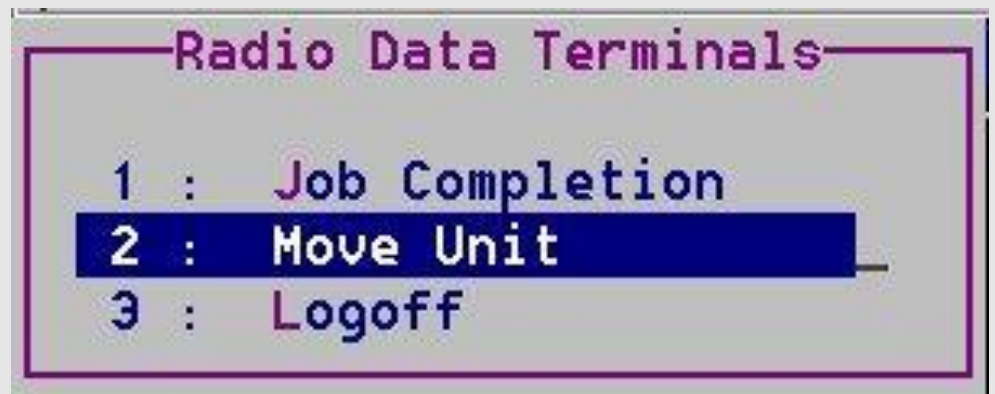 Radio Data Terminals
1 : Job Completion
2 : Move Unit
3 : Logoff